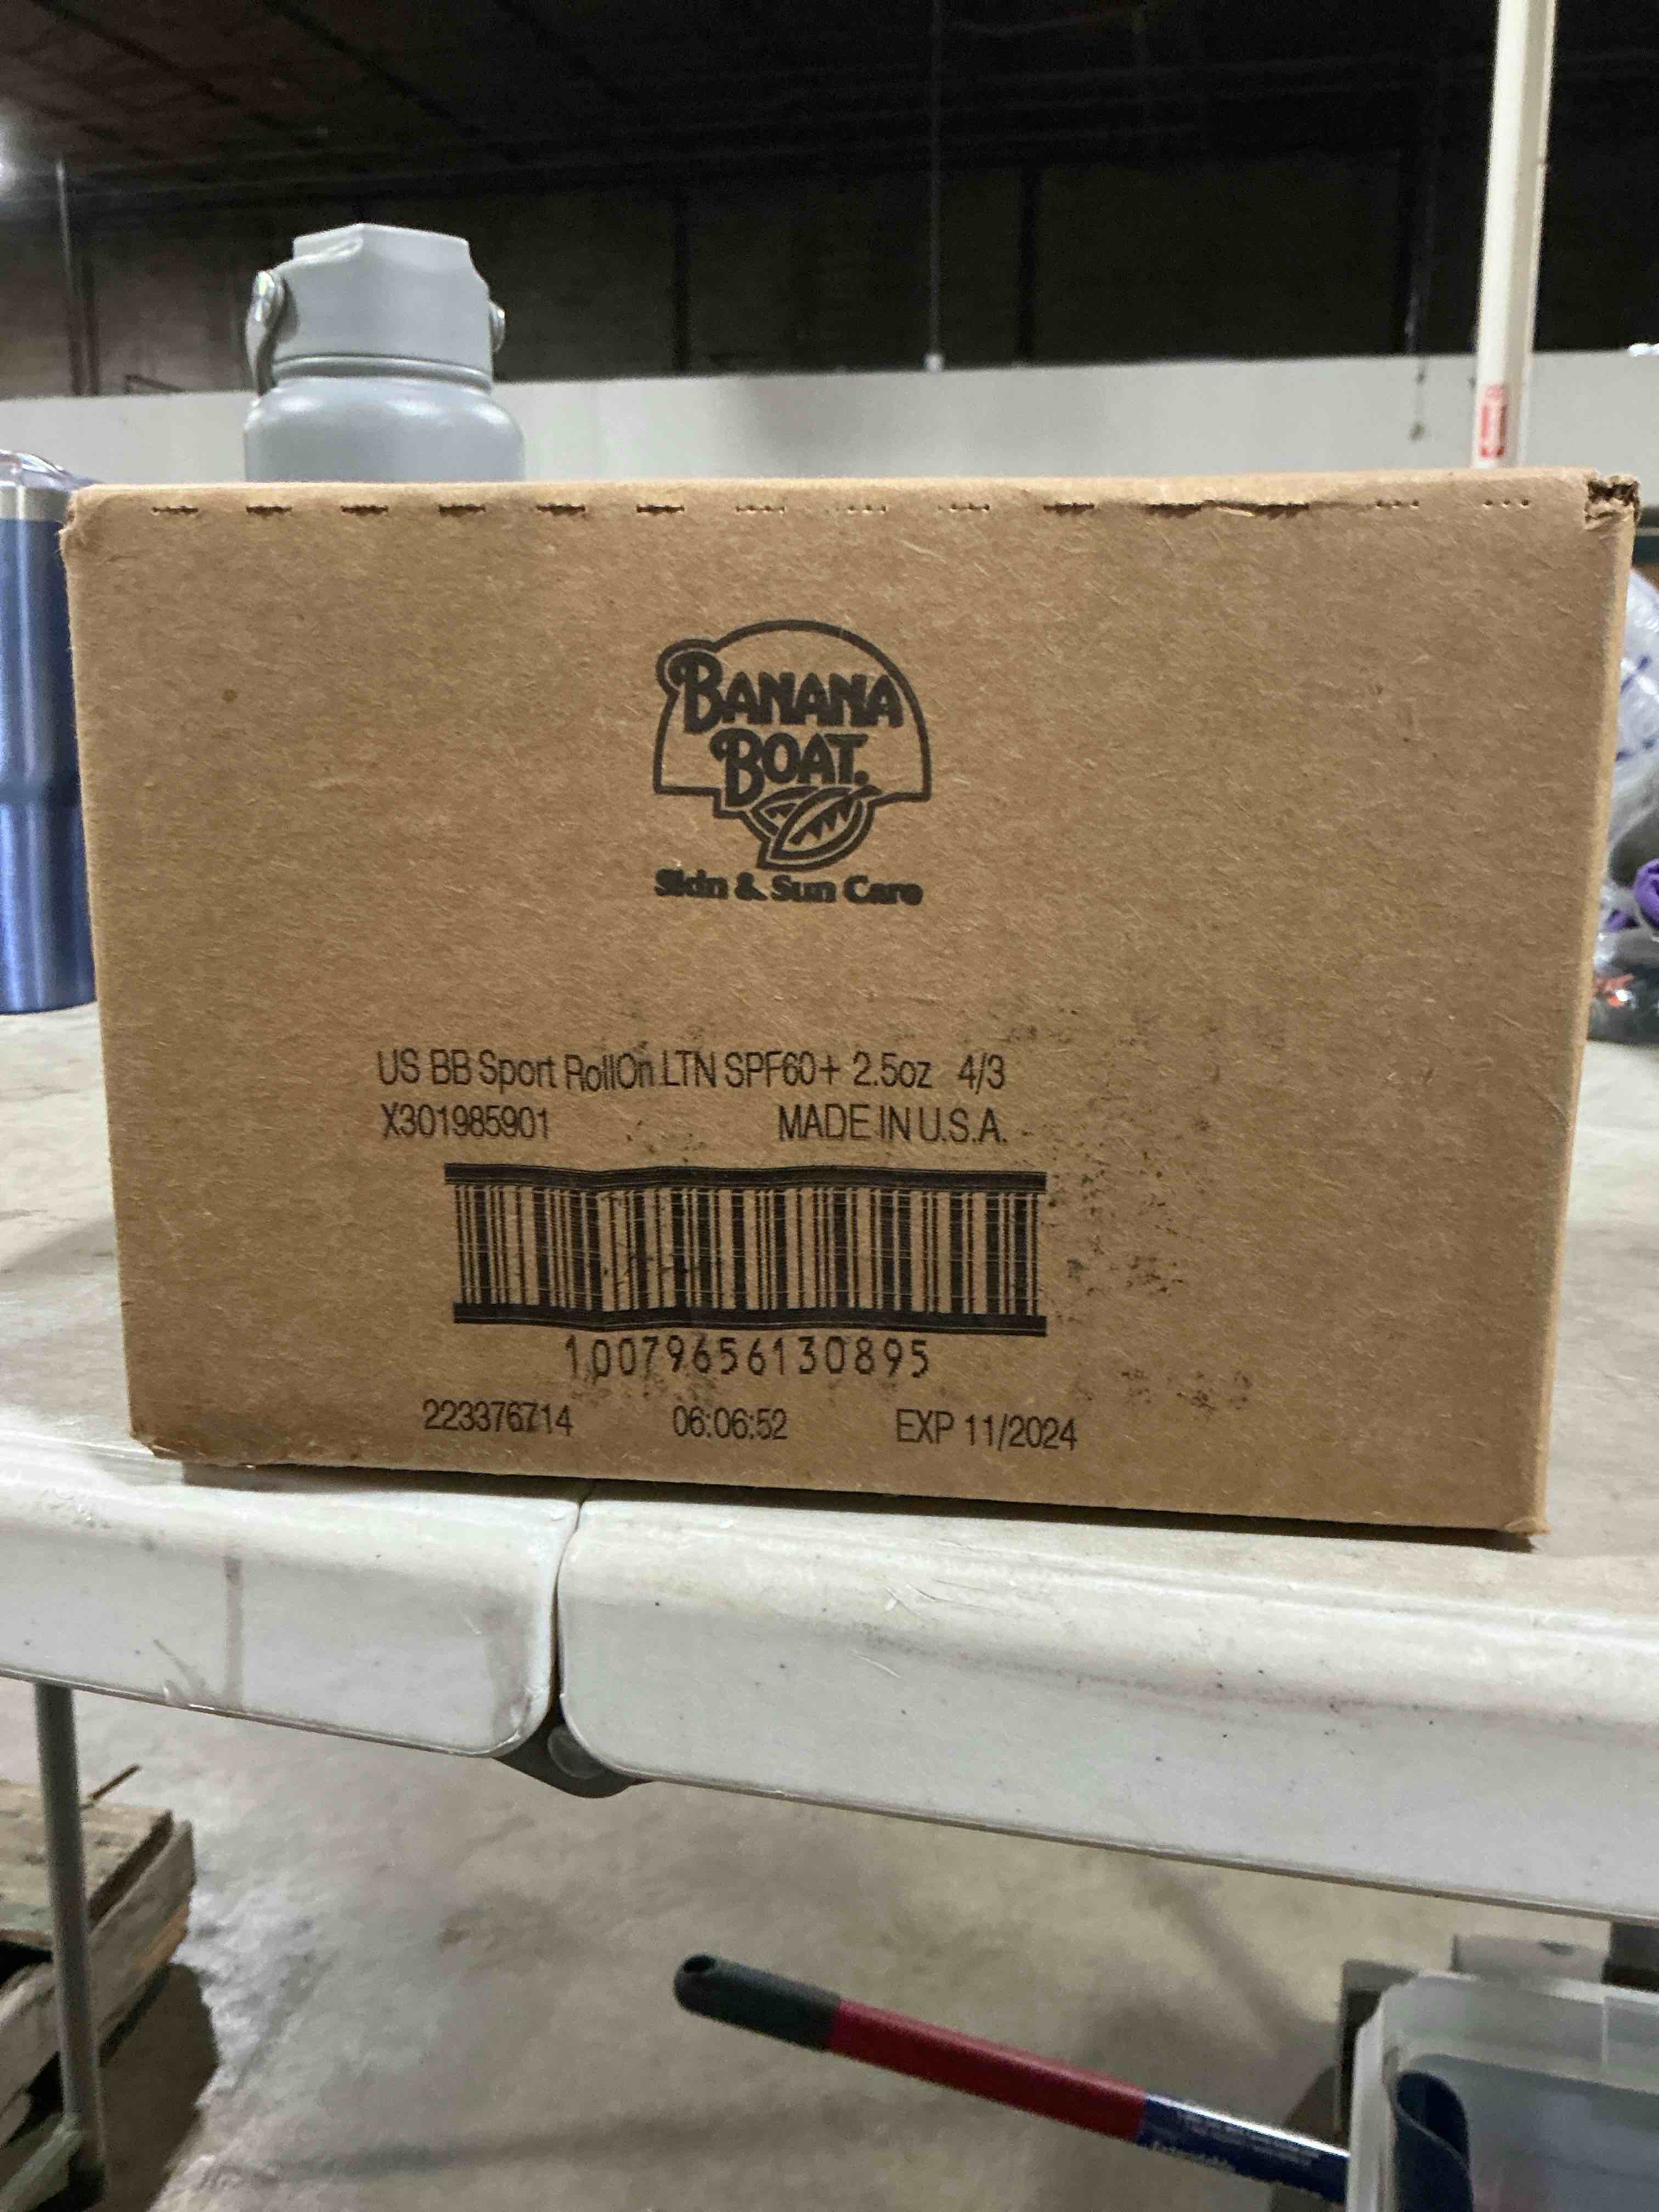 BANANA
BOAT.
Skin & Sun Care
US BB Sport RollOn LTN SPF60+ 2.5oz 4/3
X301985901 MADE IN U.S.A.
10079656130895
223376714 06:06:52 EXP 11/2024